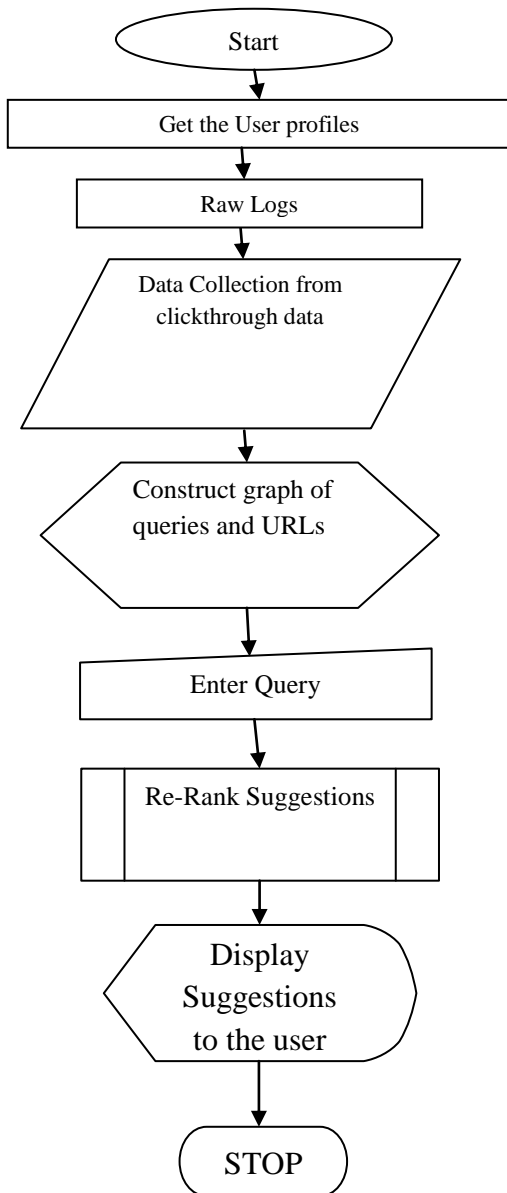 Start
Get the User profiles
Raw Logs
Data Collection from
clickthrough data
Construct graph of
queries and URLs
Enter Query
Re-Rank Suggestions
Display
Suggestions
to the user
STOP